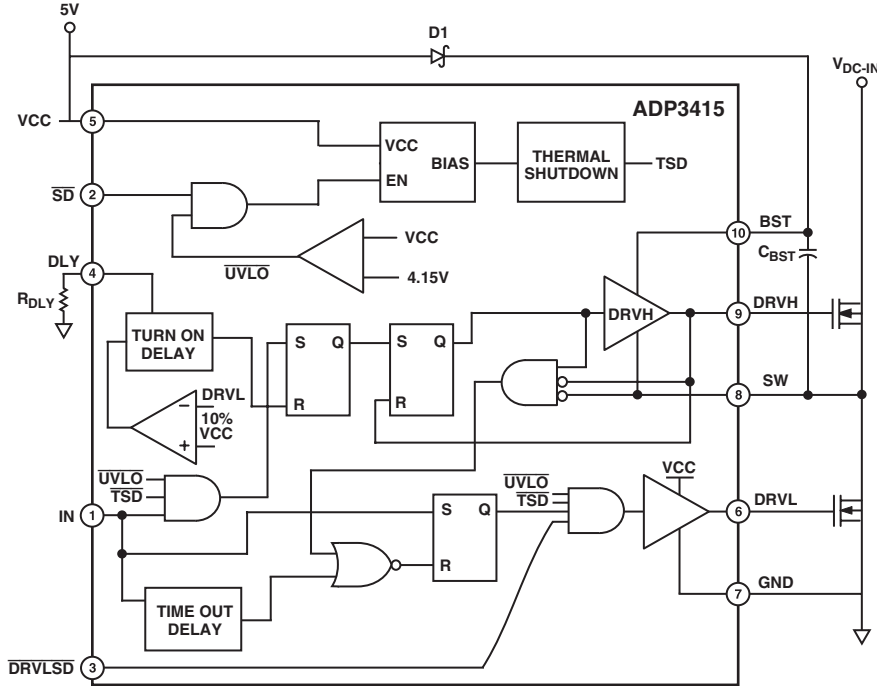 5V
D1
VDC-IN
ADP3415
VCC
5
VCC
BIAS
EN
THERMAL
SHUTDOWN
TSD
SD
2
10
BST
CBST
VCC
UVLO
4.15V
DLY
4
RDLY
TURN ON
DELAY
S
Q
R
S
Q
R
DRVH
9
DRVH
8
SW
DRVL
–
10%
VCC
+
UVLO
TSD
IN
1
S
Q
R
UVLO
TSD
VCC
6
DRVL
7
GND
TIME OUT
DELAY
DRVLSD
3